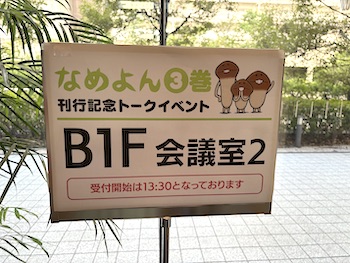 なめよん③巻
刊行記念トークイベント
B1F 会議室2
受付開始は13:30となっております